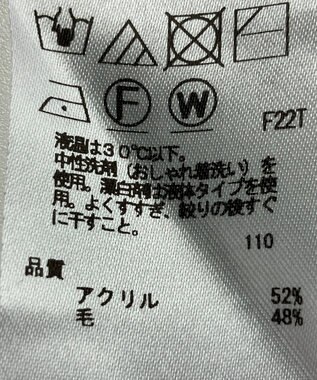 F W
F22T
液温は30℃以下。
中性洗剤（おしゃれ着洗い）を
使用。漂白剤は液体タイプを使
用。よくすすぎ、絞りの後すぐ
に干すこと。
110
品質
アクリル 52%
毛 48%